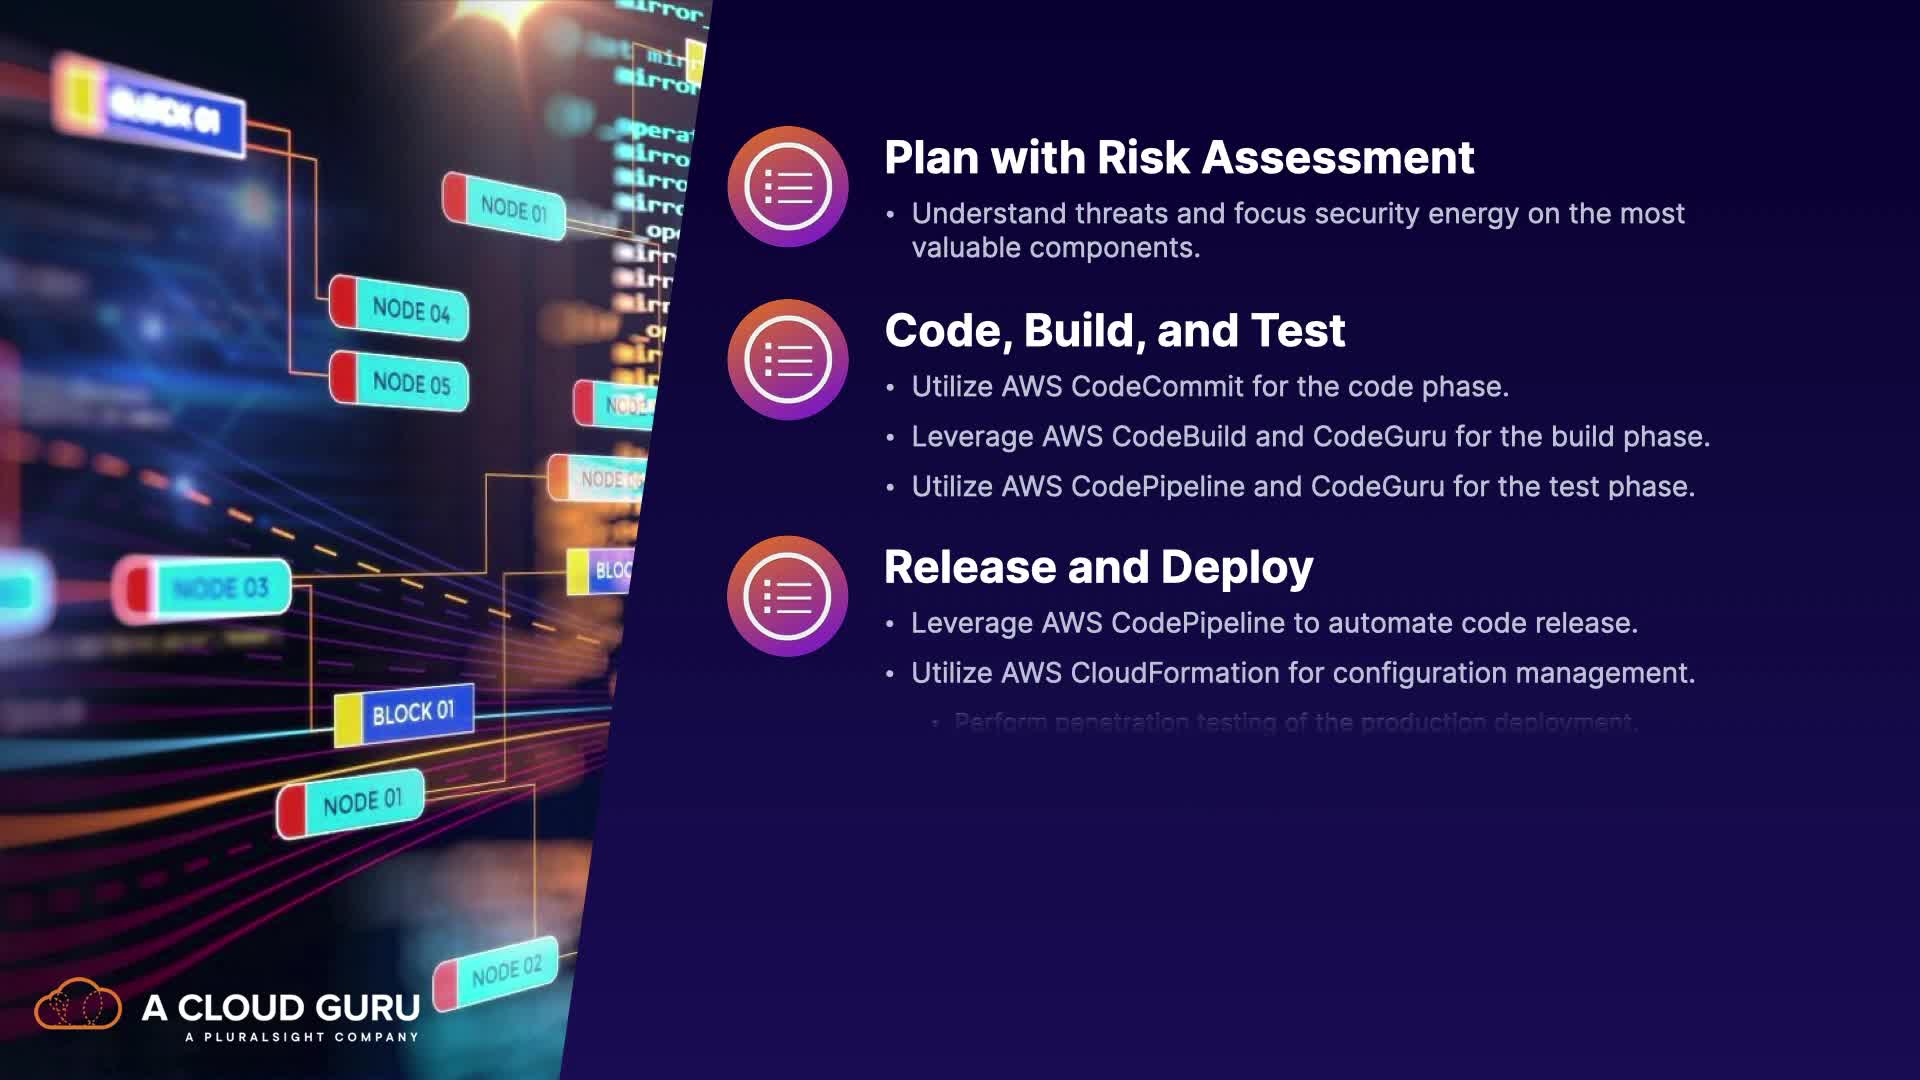 BLOCK 01
NODE 01
NODE 04
NODE 05
NODE 03
BLOCK 01
NODE 01
NODE 02
A CLOUD GURU
A PLURALSIGHT COMPANY
Plan with Risk Assessment
• Understand threats and focus security energy on the most
valuable components.
Code, Build, and Test
• Utilize AWS CodeCommit for the code phase.
• Leverage AWS CodeBuild and CodeGuru for the build phase.
• Utilize AWS CodePipeline and CodeGuru for the test phase.
Release and Deploy
• Leverage AWS CodePipeline to automate code release.
• Utilize AWS CloudFormation for configuration management.
• Perform penetration testing of the production deployment.